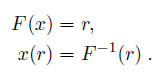 F(x) = r,
x(r) = F⁻¹(r) .